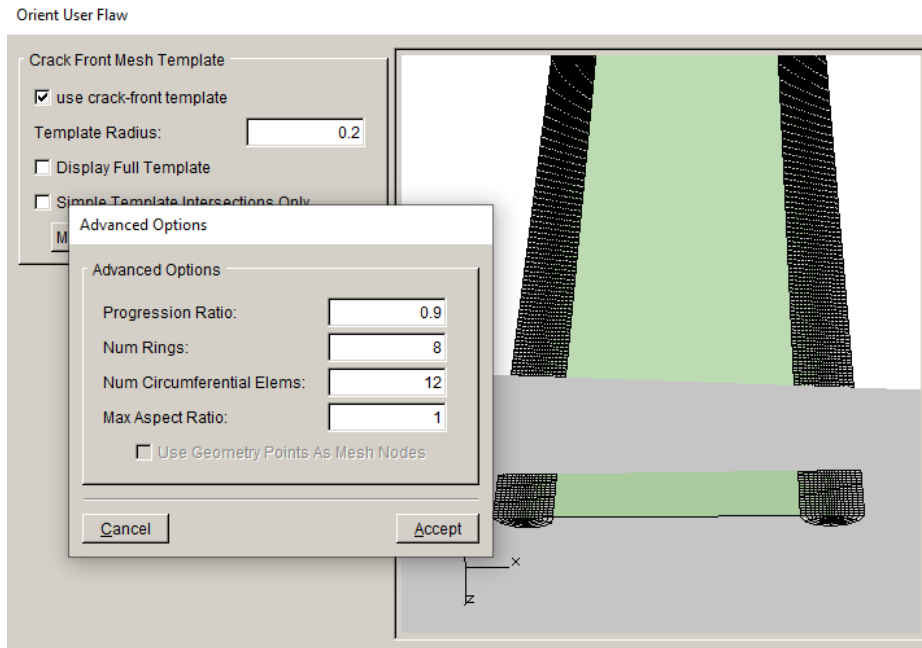 Orient User Flaw
Crack Front Mesh Template
use crack-front template
Template Radius: 0.2
Display Full Template
Simple Template Intersections Only
M
Advanced Options
Advanced Options
Progression Ratio: 0.9
Num Rings: 8
Num Circumferential Elems: 12
Max Aspect Ratio: 1
Use Geometry Points As Mesh Nodes
Cancel Accept
x
z